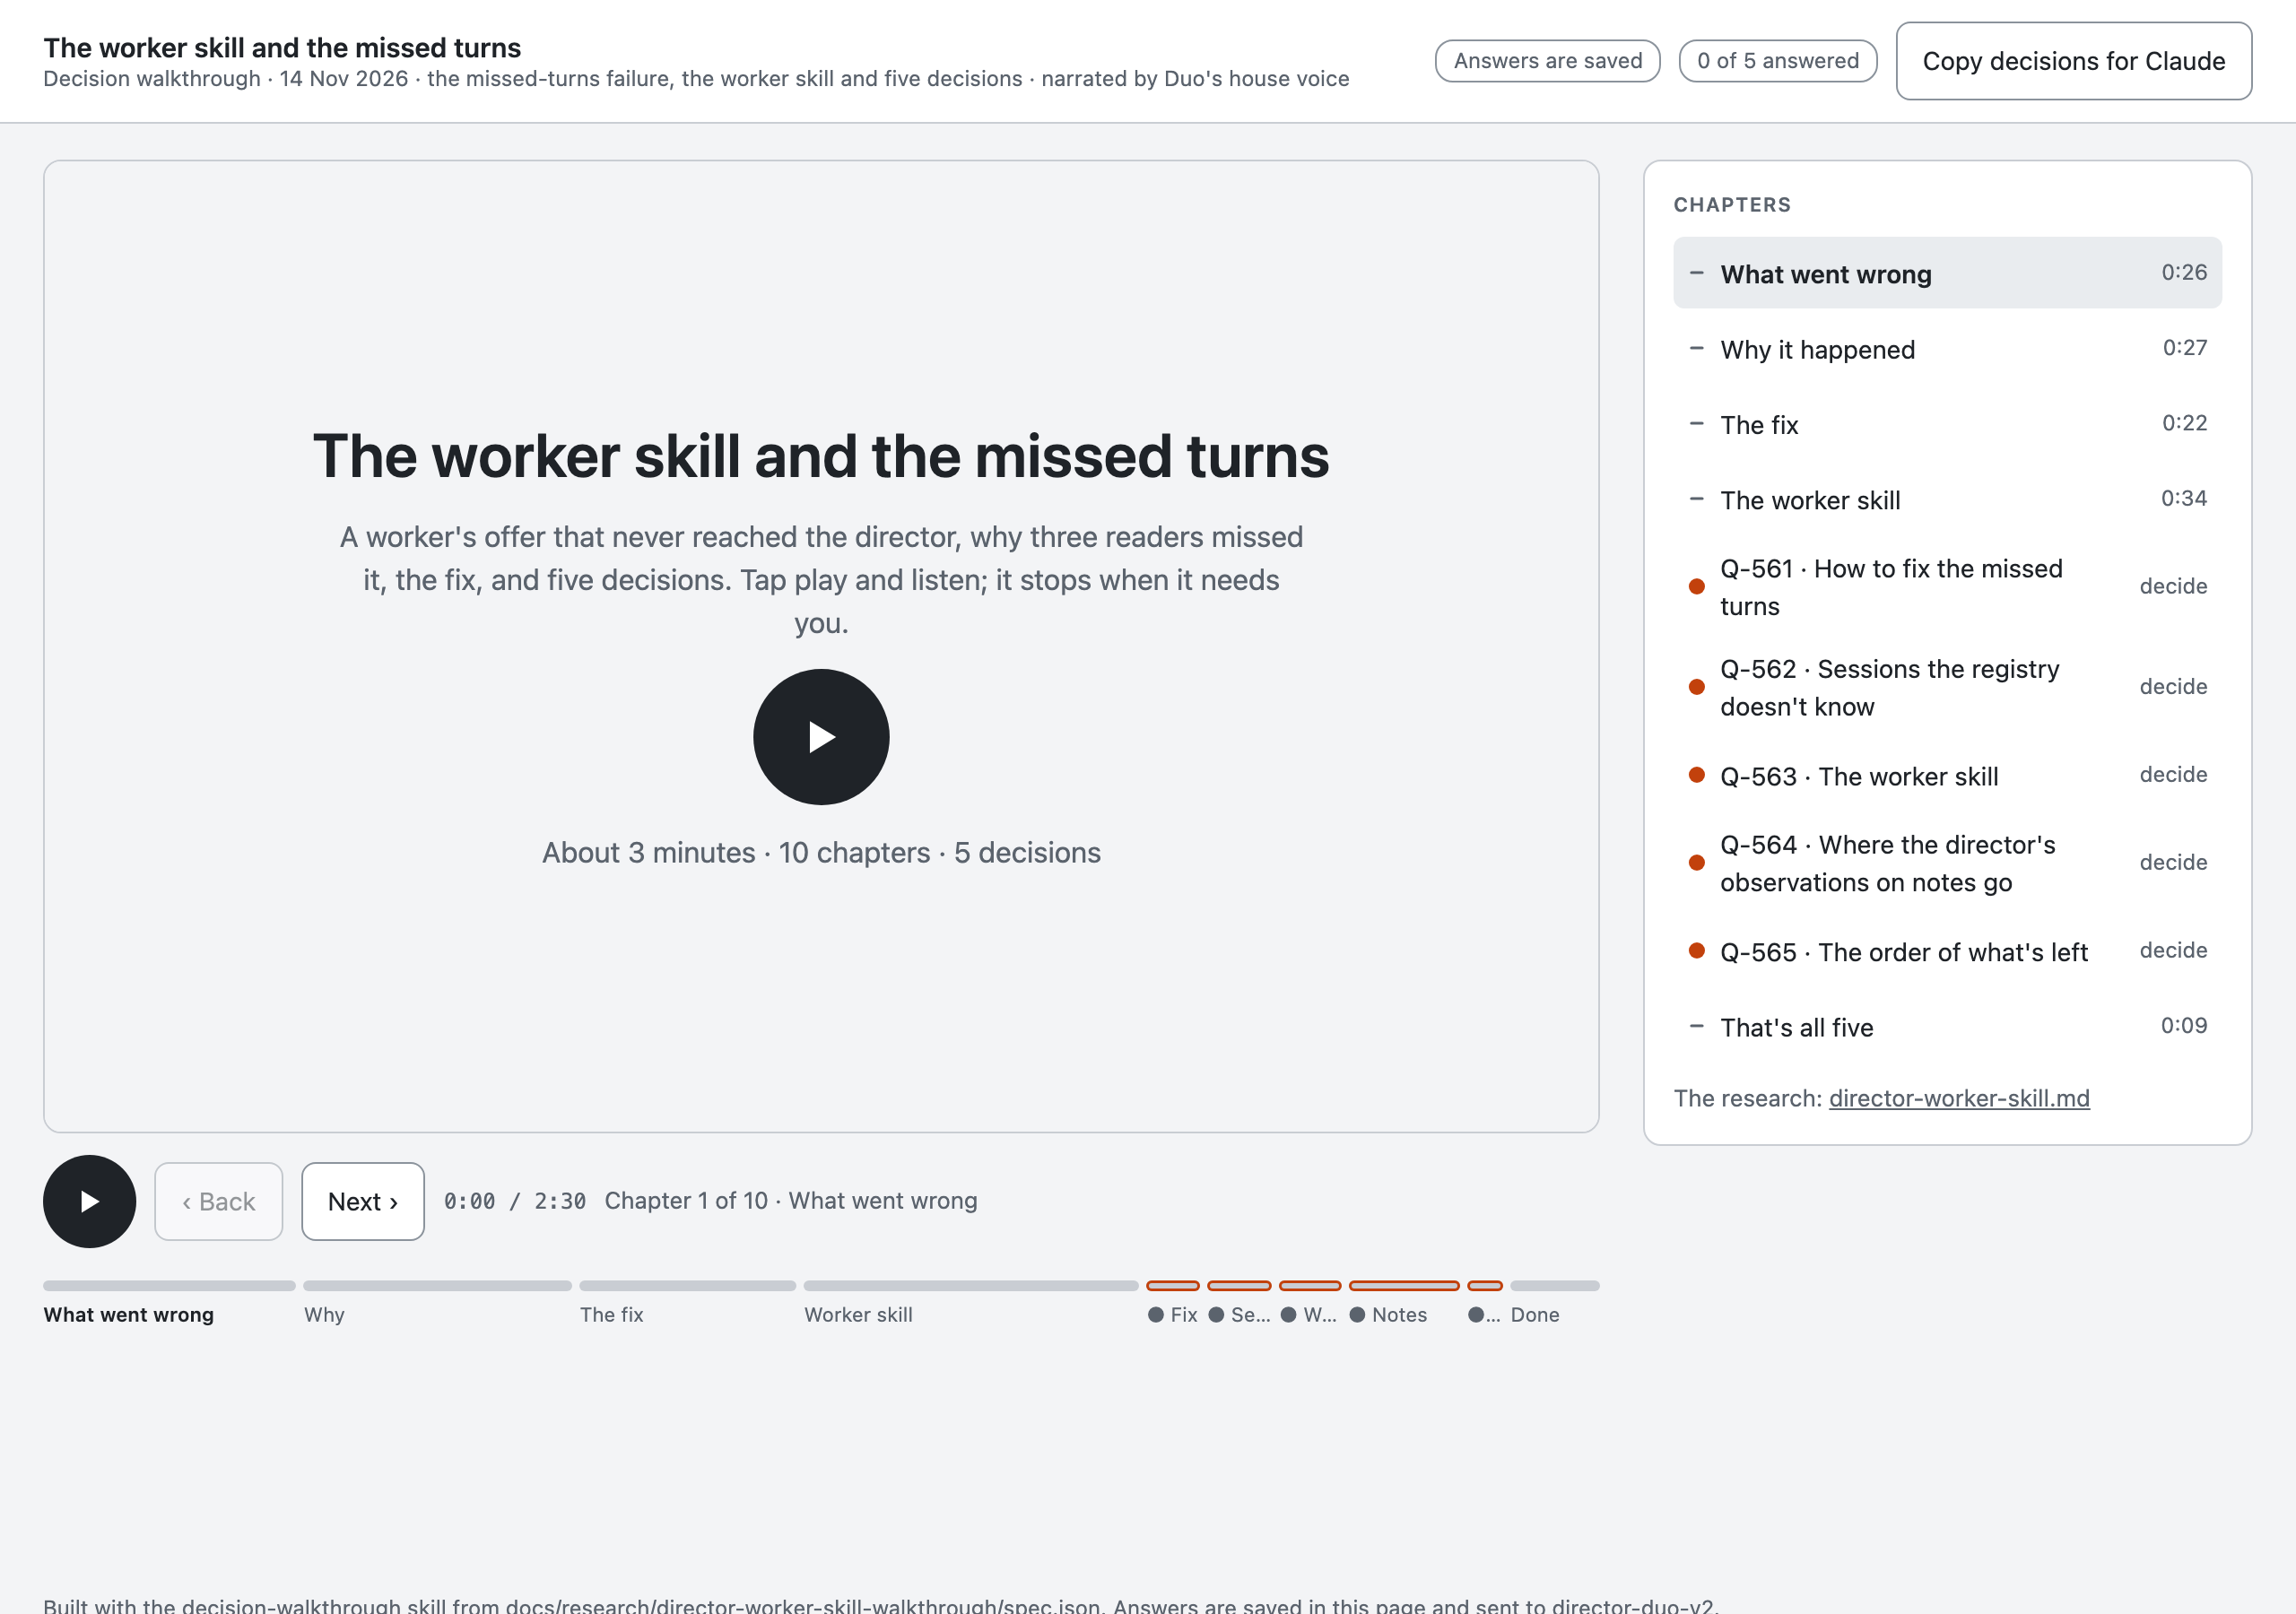 The worker skill and the missed turns
Decision walkthrough · 14 Nov 2026 · the missed-turns failure, the worker skill and five decisions · narrated by Duo's house voice
Answers are saved
0 of 5 answered
Copy decisions for Claude
The worker skill and the missed turns
A worker's offer that never reached the director, why three readers missed
it, the fix, and five decisions. Tap play and listen; it stops when it needs
you.
About 3 minutes · 10 chapters · 5 decisions
CHAPTERS
– What went wrong 0:26
– Why it happened 0:27
– The fix 0:22
– The worker skill 0:34
Q-561 · How to fix the missed
turns
decide
Q-562 · Sessions the registry
doesn't know
decide
Q-563 · The worker skill decide
Q-564 · Where the director's
observations on notes go
decide
Q-565 · The order of what's left decide
– That's all five 0:09
The research: director-worker-skill.md
‹ Back
Next ›
0:00 / 2:30
Chapter 1 of 10 · What went wrong
What went wrong
Why
The fix
Worker skill
Fix
Se...
W...
Notes
...
Done
Built with the decision-walkthrough skill from docs/research/director-worker-skill-walkthrough/spec.json. Answers are saved in this page and sent to director-duo-v2.